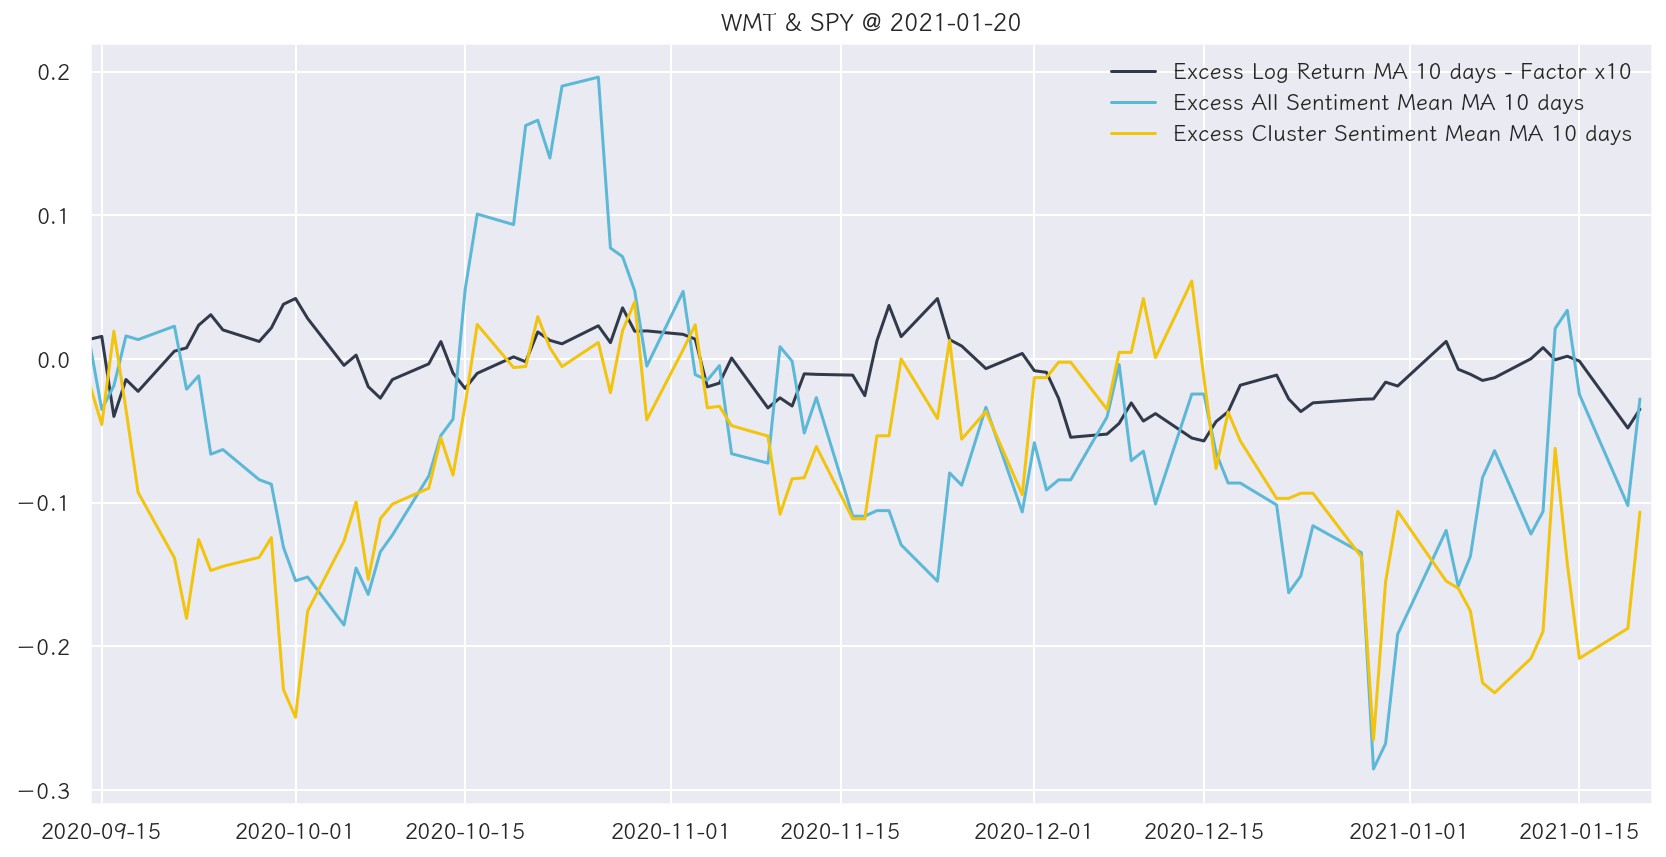 WMT & SPY @ 2021-01-20
Excess Log Return MA 10 days - Factor x10
Excess All Sentiment Mean MA 10 days
Excess Cluster Sentiment Mean MA 10 days
0.2
0.1
0.0
−0.1
−0.2
−0.3
2020-09-15 2020-10-01 2020-10-15 2020-11-01 2020-11-15 2020-12-01 2020-12-15 2021-01-01 2021-01-15